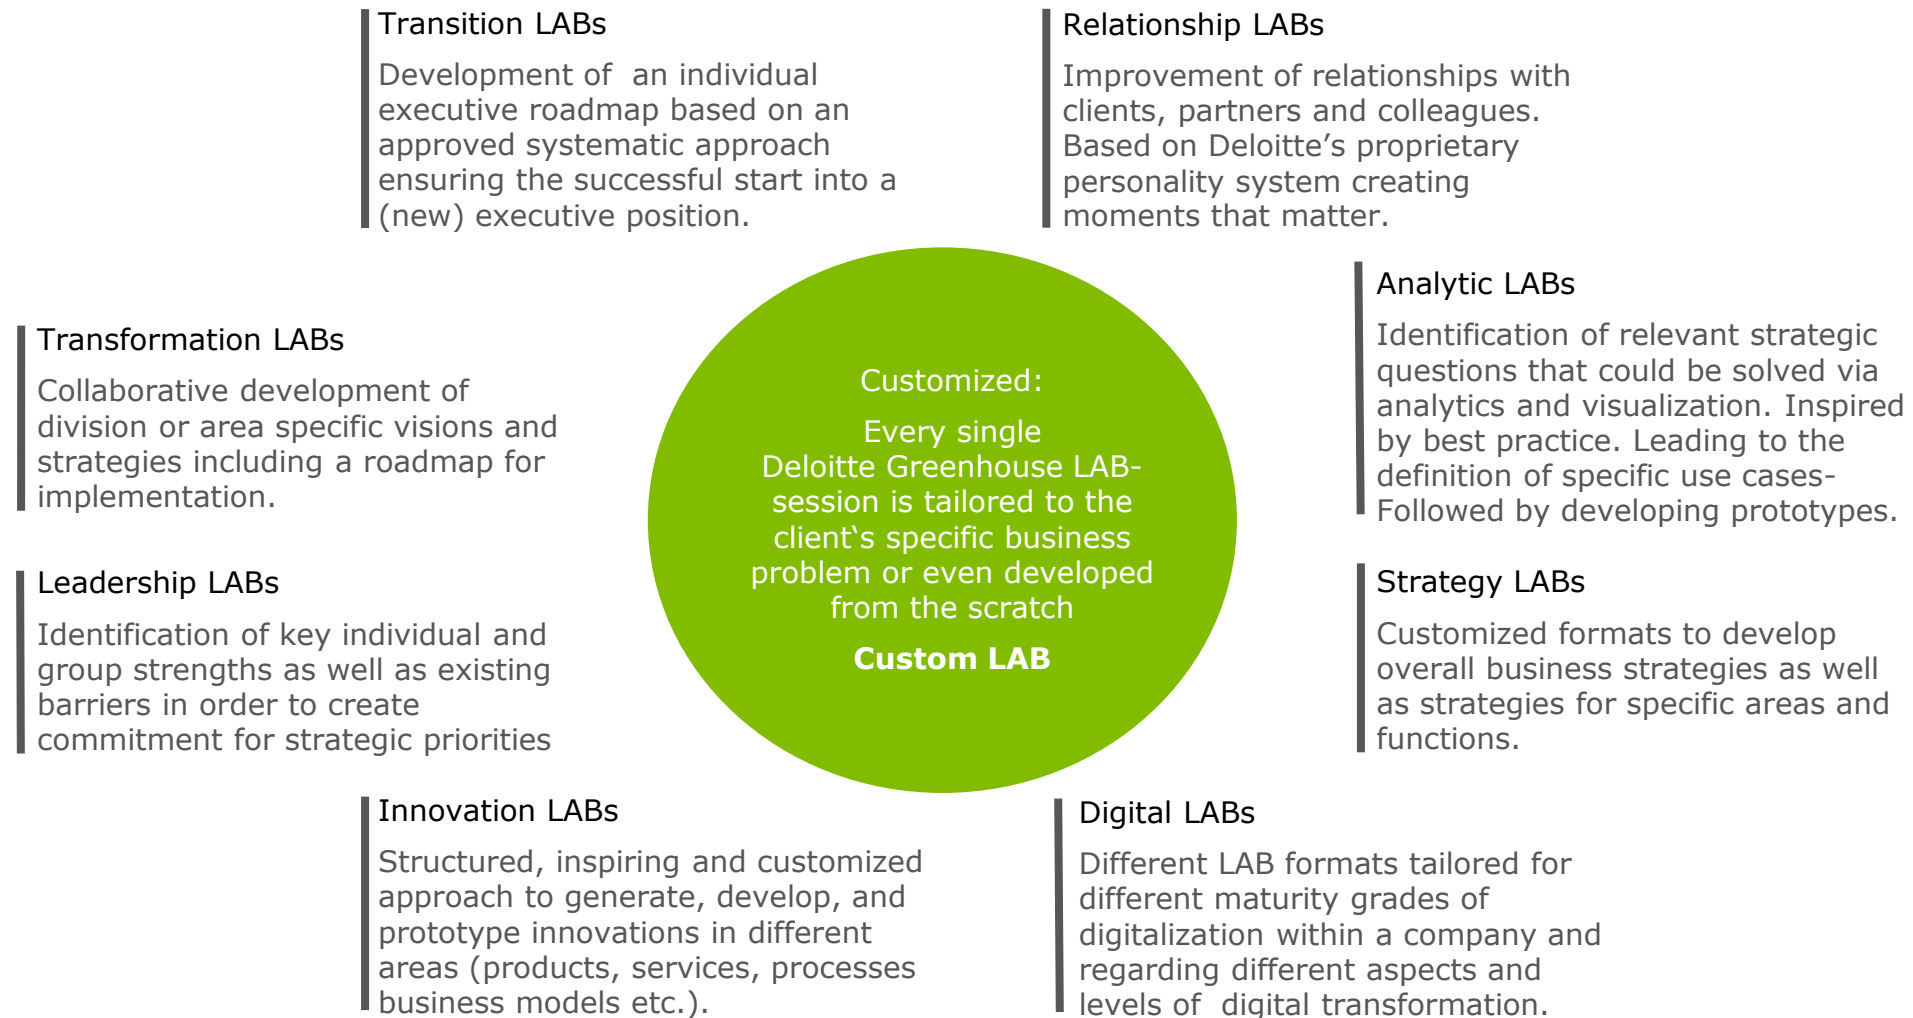 Transition LABs
Development of  an individual
executive roadmap based on an
approved systematic approach
ensuring the successful start into a
(new) executive position.
Relationship LABs
Improvement of relationships with
clients, partners and colleagues.
Based on Deloitte’s proprietary
personality system creating
moments that matter.
Transformation LABs
Collaborative development of
division or area specific visions and
strategies including a roadmap for
implementation.
Customized:
Every single
Deloitte Greenhouse LAB-
session is tailored to the
client‘s specific business
problem or even developed
from the scratch
Custom LAB
Analytic LABs
Identification of relevant strategic
questions that could be solved via
analytics and visualization. Inspired
by best practice. Leading to the
definition of specific use cases-
Followed by developing prototypes.
Leadership LABs
Identification of key individual and
group strengths as well as existing
barriers in order to create
commitment for strategic priorities
Strategy LABs
Customized formats to develop
overall business strategies as well
as strategies for specific areas and
functions.
Innovation LABs
Structured, inspiring and customized
approach to generate, develop, and
prototype innovations in different
areas (products, services, processes
business models etc.).
Digital LABs
Different LAB formats tailored for
different maturity grades of
digitalization within a company and
regarding different aspects and
levels of  digital transformation.